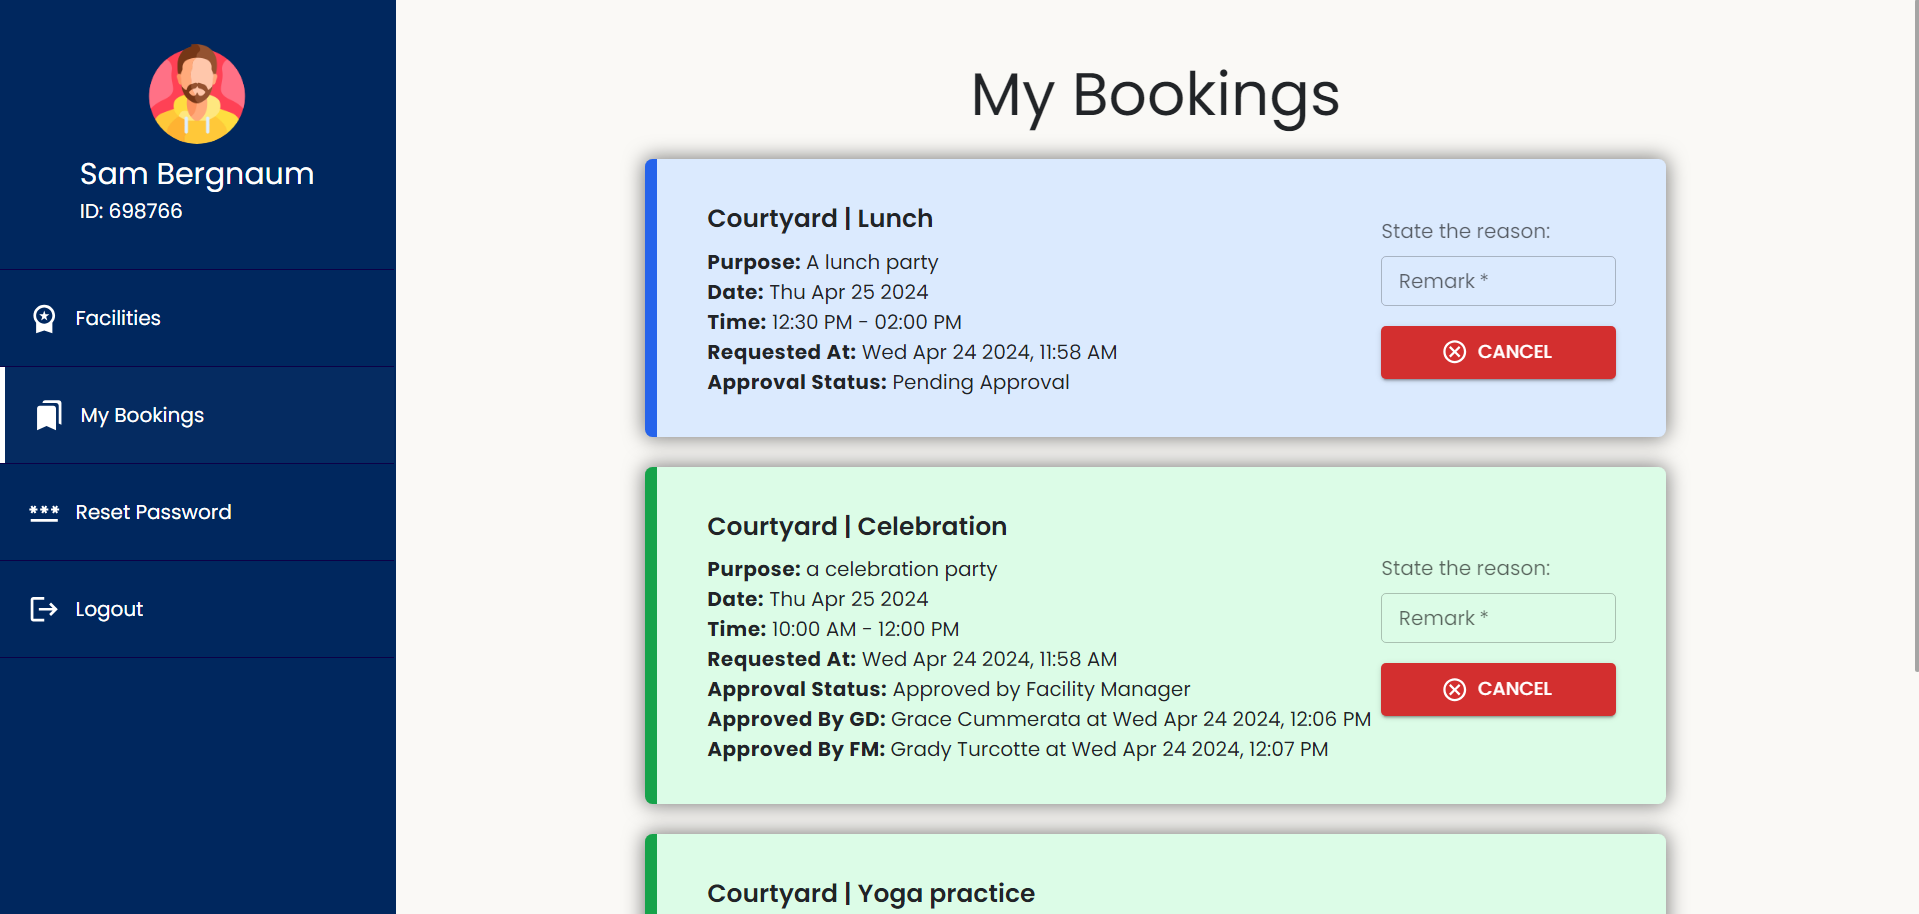 Sam Bergnaum
ID: 698766
Facilities
My Bookings
Reset Password
Logout
My Bookings
Courtyard | Lunch
Purpose: A lunch party
Date: Thu Apr 25 2024
Time: 12:30 PM - 02:00 PM
Requested At: Wed Apr 24 2024, 11:58 AM
Approval Status: Pending Approval
State the reason:
Remark *
CANCEL
Courtyard | Celebration
Purpose: a celebration party
Date: Thu Apr 25 2024
Time: 10:00 AM - 12:00 PM
Requested At: Wed Apr 24 2024, 11:58 AM
Approval Status: Approved by Facility Manager
Approved By GD: Grace Cummerata at Wed Apr 24 2024, 12:06 PM
Approved By FM: Grady Turcotte at Wed Apr 24 2024, 12:07 PM
State the reason:
Remark *
CANCEL
Courtyard | Yoga practice